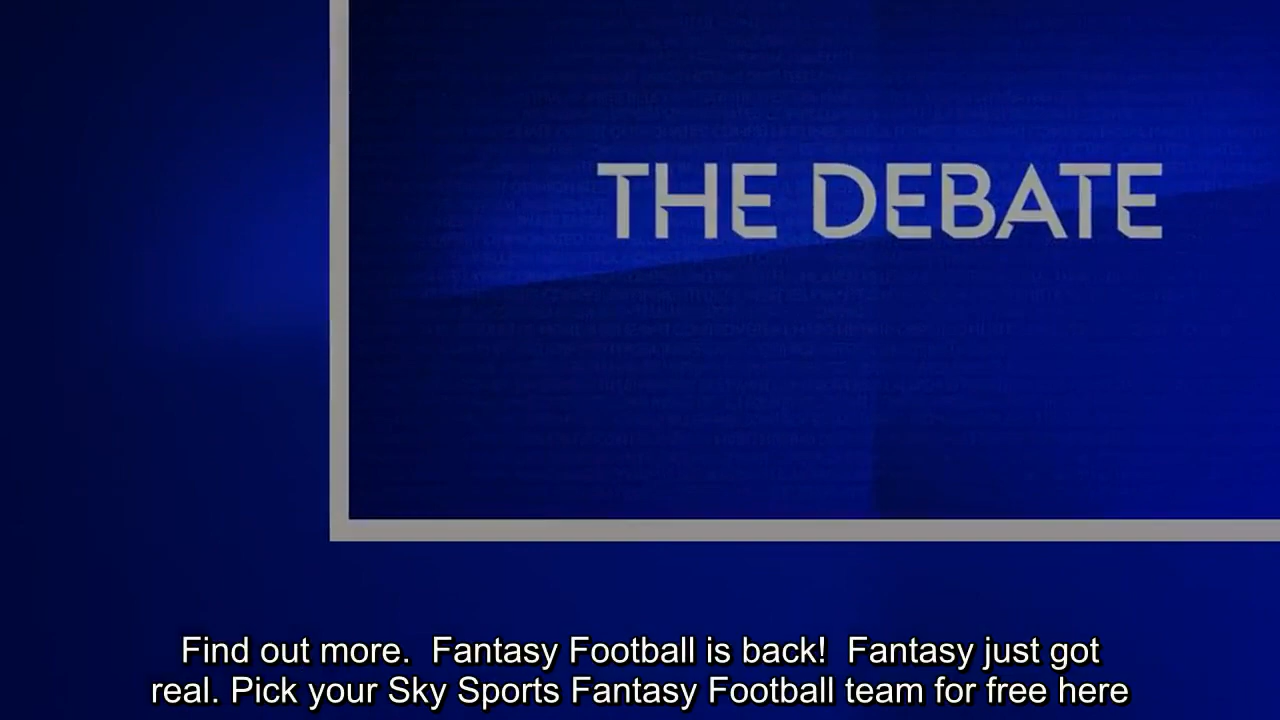 THE DEBATE
Find out more.  Fantasy Football is back!  Fantasy just got
real. Pick your Sky Sports Fantasy Football team for free here